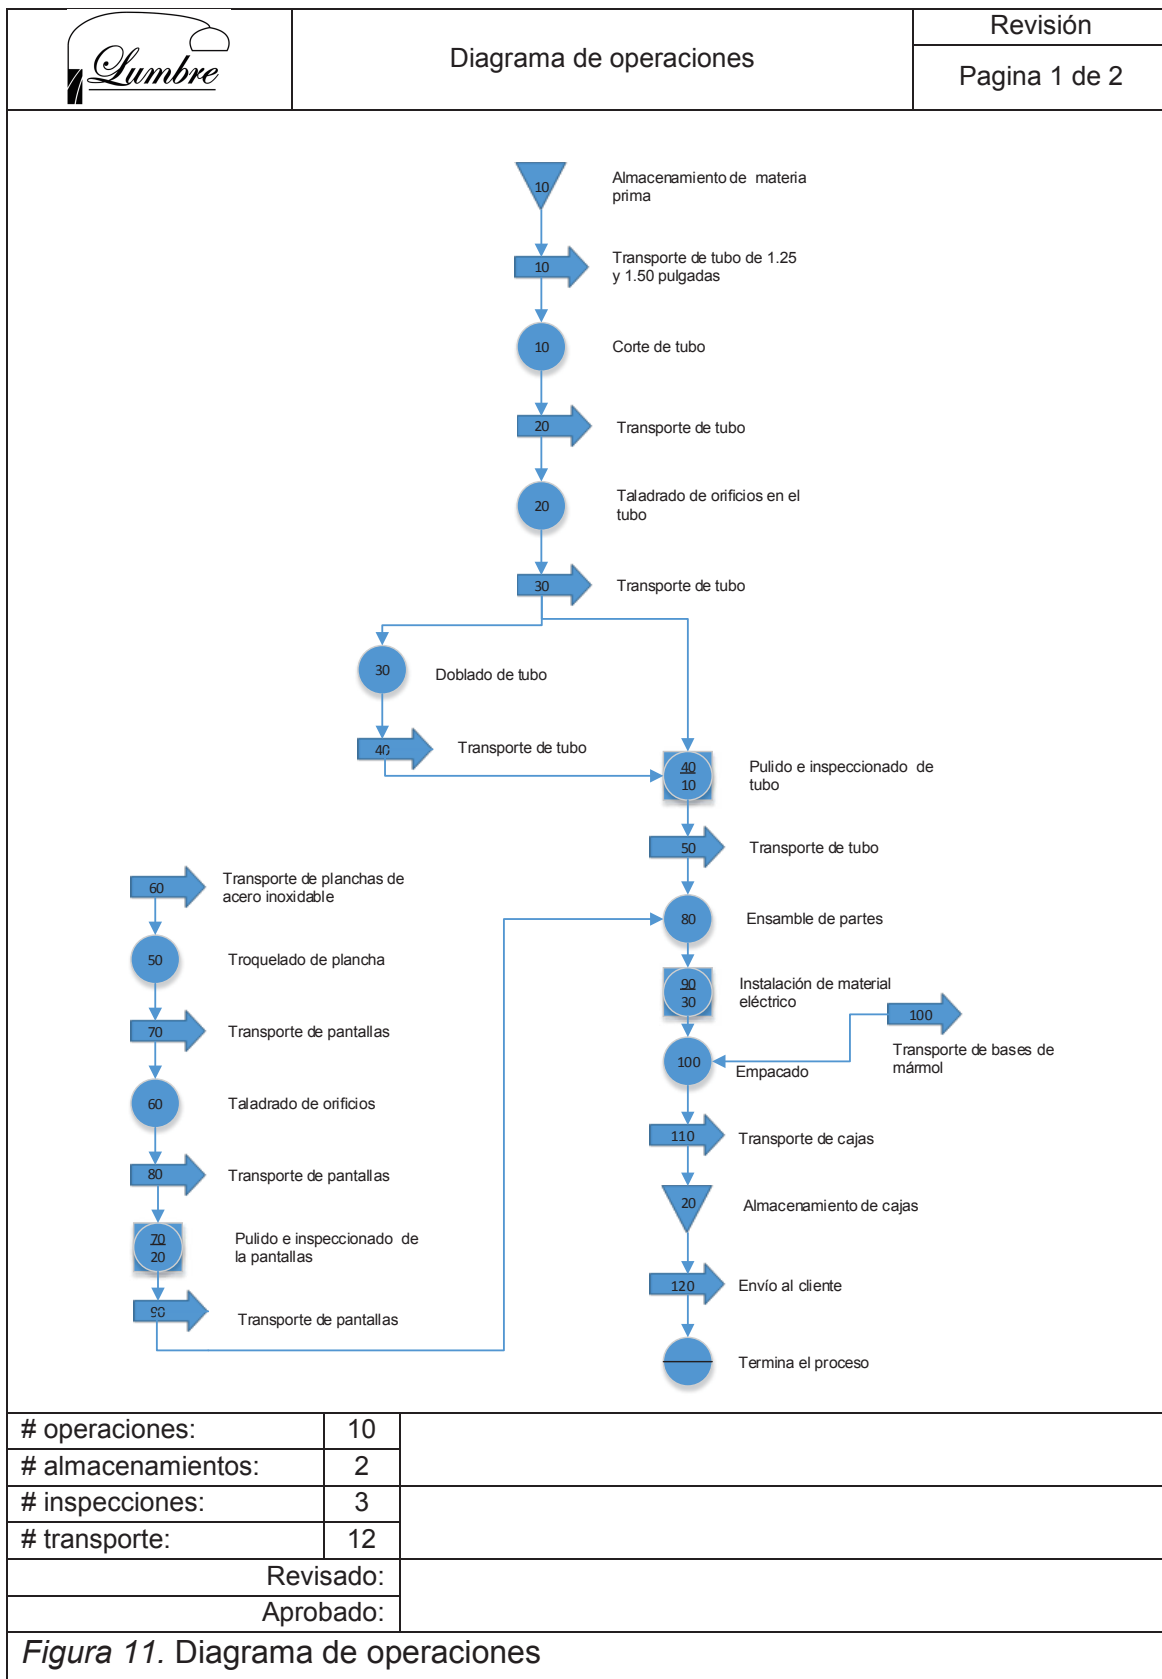 Lumbre
Diagrama de operaciones
Revisión
Pagina 1 de 2
10
Almacenamiento de materia
prima
10
Transporte de tubo de 1.25
y 1.50 pulgadas
10
Corte de tubo
20
Transporte de tubo
20
Taladrado de orificios en el
tubo
30
Transporte de tubo
30
Doblado de tubo
40
Transporte de tubo
40
10
Pulido e inspeccionado de
tubo
50
Transporte de tubo
60
Transporte de planchas de
acero inoxidable
80
Ensamble de partes
50
Troquelado de plancha
90
30
Instalación de material
eléctrico
100
Transporte de bases de
mármol
70
Transporte de pantallas
100
Empacado
60
Taladrado de orificios
110
Transporte de cajas
80
Transporte de pantallas
20
Almacenamiento de cajas
70
20
Pulido e inspeccionado de
la pantallas
120
Envío al cliente
90
Transporte de pantallas
Termina el proceso
# operaciones: 10
# almacenamientos: 2
# inspecciones: 3
# transporte: 12
Revisado:
Aprobado:
Figura 11. Diagrama de operaciones